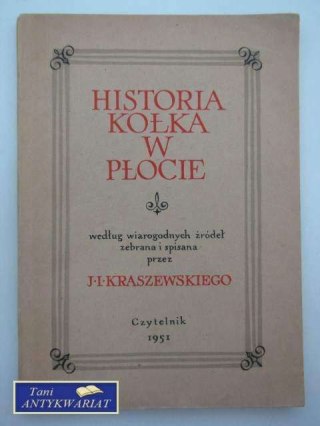 HISTORIA
KOŁKA
W
PŁOCIE
według wiarogodnych źródeł
zebrana i spisana
przez
J·I·KRASZEWSKIEGO
Czytelnik
1951
Tani
ANTYKWARIAT